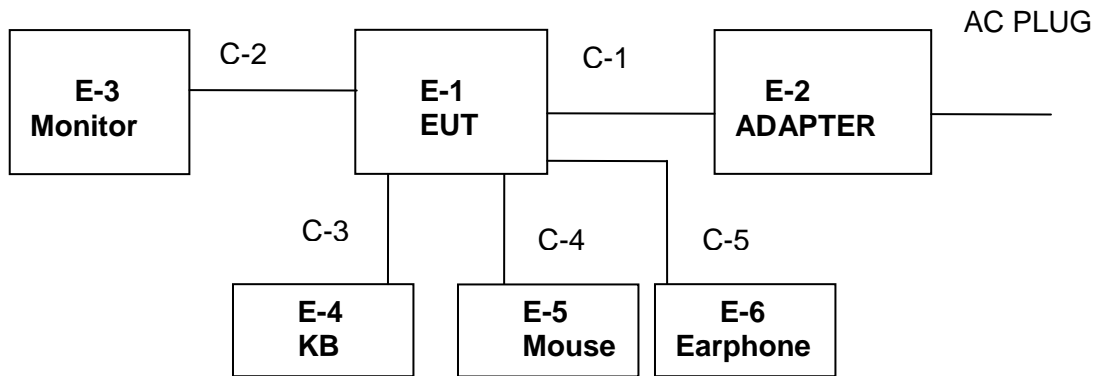 AC PLUG
C-2
C-1
E-3
Monitor
E-1
EUT
E-2
ADAPTER
C-3
C-4
C-5
E-4
KB
E-5
Mouse
E-6
Earphone